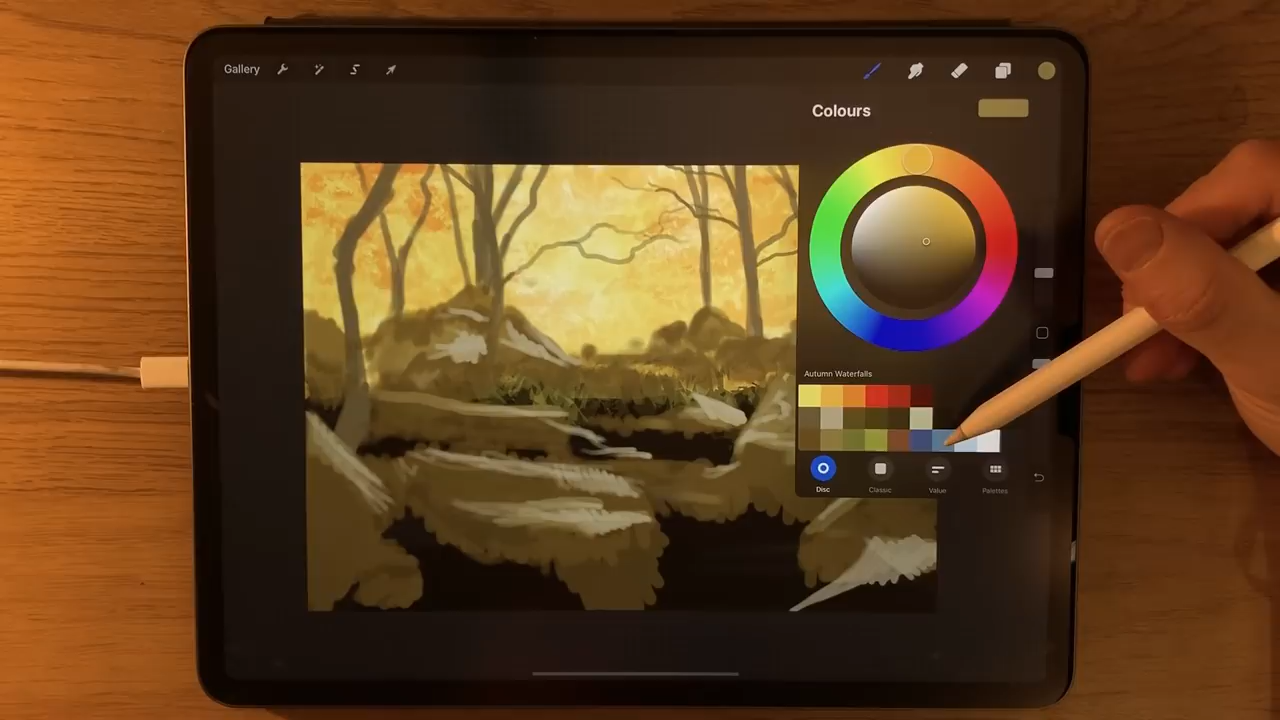 Gallery
Colours
Autumn Waterfalls
Disc
Classic
Value
Palettes